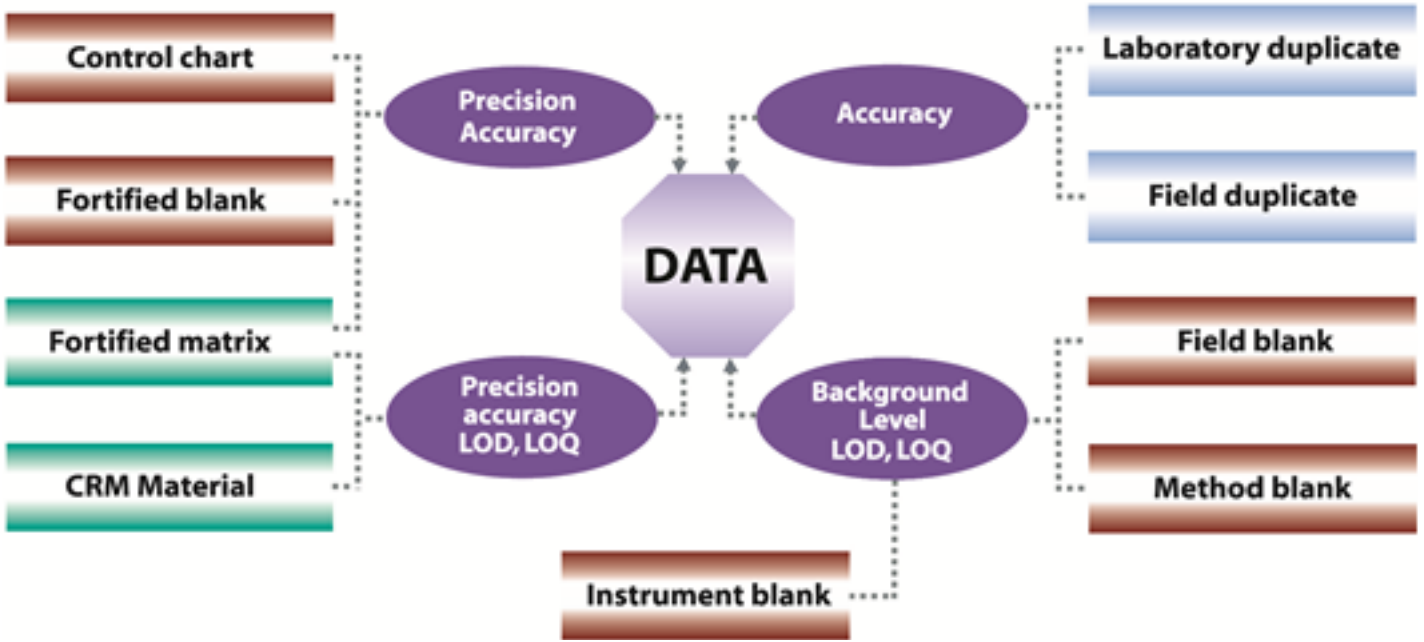 Control chart
Precision
Accuracy
Accuracy
Laboratory duplicate
Fortified blank
DATA
Field duplicate
Fortified matrix
Precision
accuracy
LOD, LOQ
Background
Level
LOD, LOQ
Field blank
CRM Material
Method blank
Instrument blank